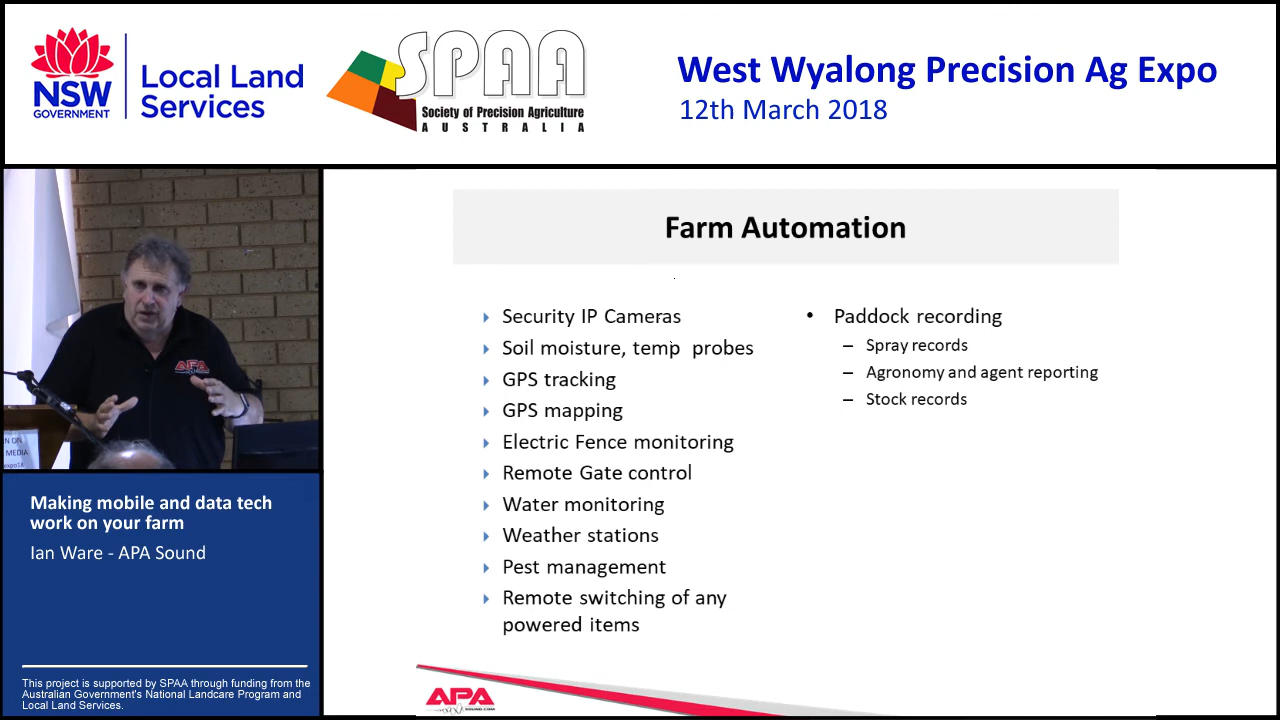 NSW
GOVERNMENT
Local Land
Services
SPAA
Society of Precision Agriculture
AUSTRALIA
West Wyalong Precision Ag Expo
12th March 2018
APA
MEDIA
Making mobile and data tech
work on your farm
Ian Ware - APA Sound
This project is supported by SPAA through funding from the
Australian Government's National Landcare Program and
Local Land Services.
Farm Automation
Security IP Cameras
Soil moisture, temp probes
GPS tracking
GPS mapping
Electric Fence monitoring
Remote Gate control
Water monitoring
Weather stations
Pest management
Remote switching of any
powered items
• Paddock recording
– Spray records
– Agronomy and agent reporting
– Stock records
APA
SOUND.COM